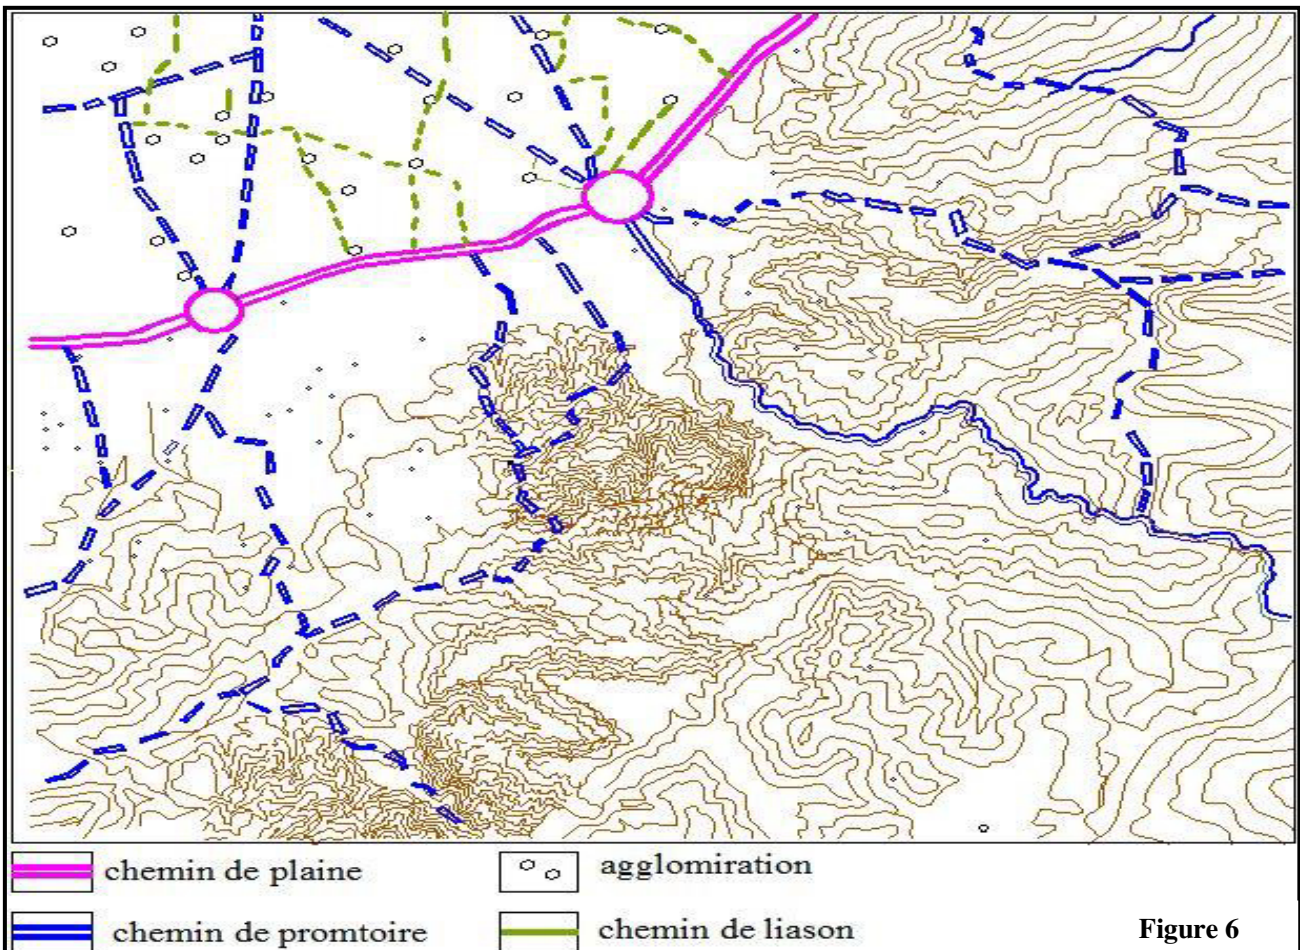 chemin de plaine
agglomiration
chemin de promtoire
chemin de liason
Figure 6